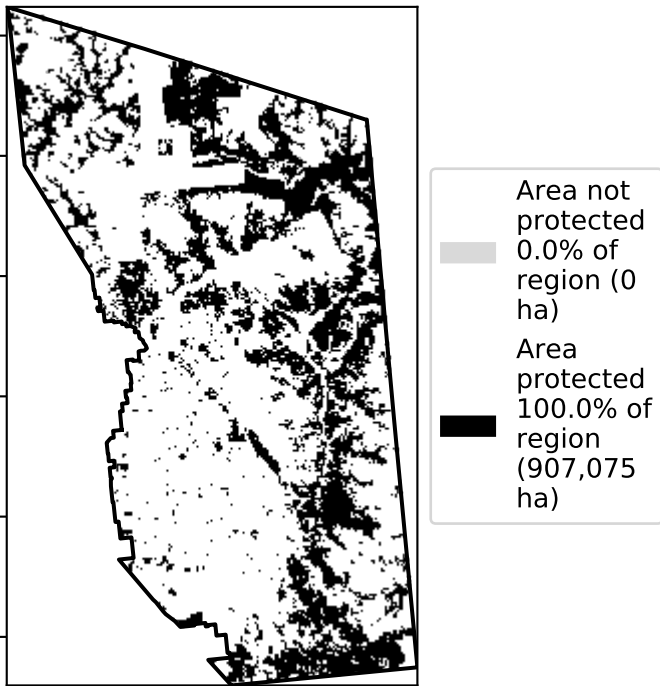 Area not
protected
0.0% of
region (0
ha)
Area
protected
100.0% of
region
(907,075
ha)